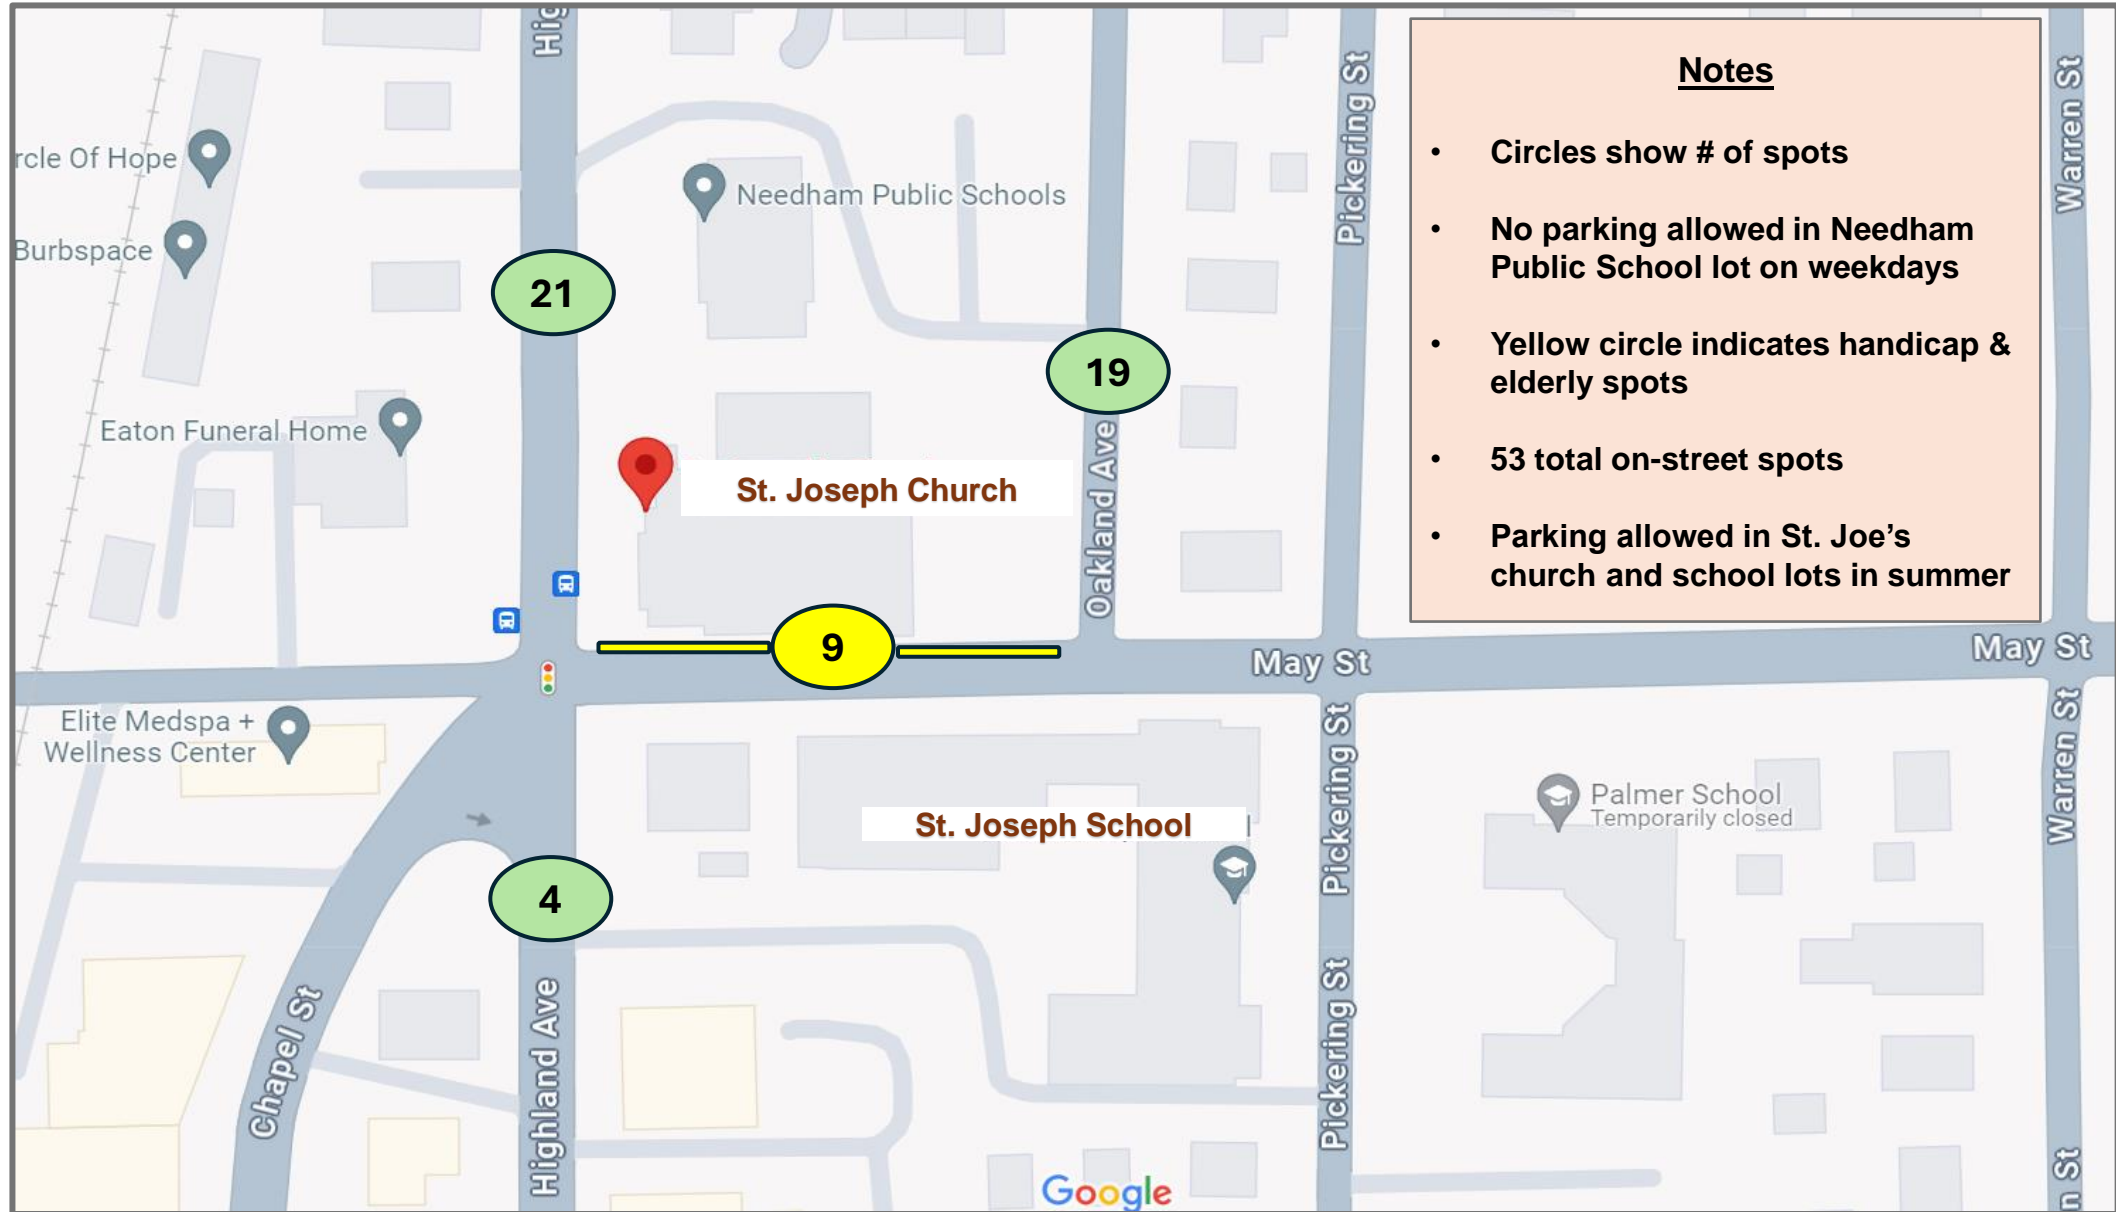 Notes
• Circles show # of spots
• No parking allowed in Needham
Public School lot on weekdays
• Yellow circle indicates handicap &
elderly spots
• 53 total on-street spots
• Parking allowed in St. Joe's
church and school lots in summer
Hig
Pickering St
Warren St
rcle Of Hope
Needham Public Schools
Burbspace
21
19
Eaton Funeral Home
St. Joseph Church
Oakland Ave
9
May St
May St
Elite Medspa +
Wellness Center
Pickering St
Warren St
Palmer School
Temporarily closed
St. Joseph School
4
Chapel St
Highland Ave
Pickering St
Google
n St